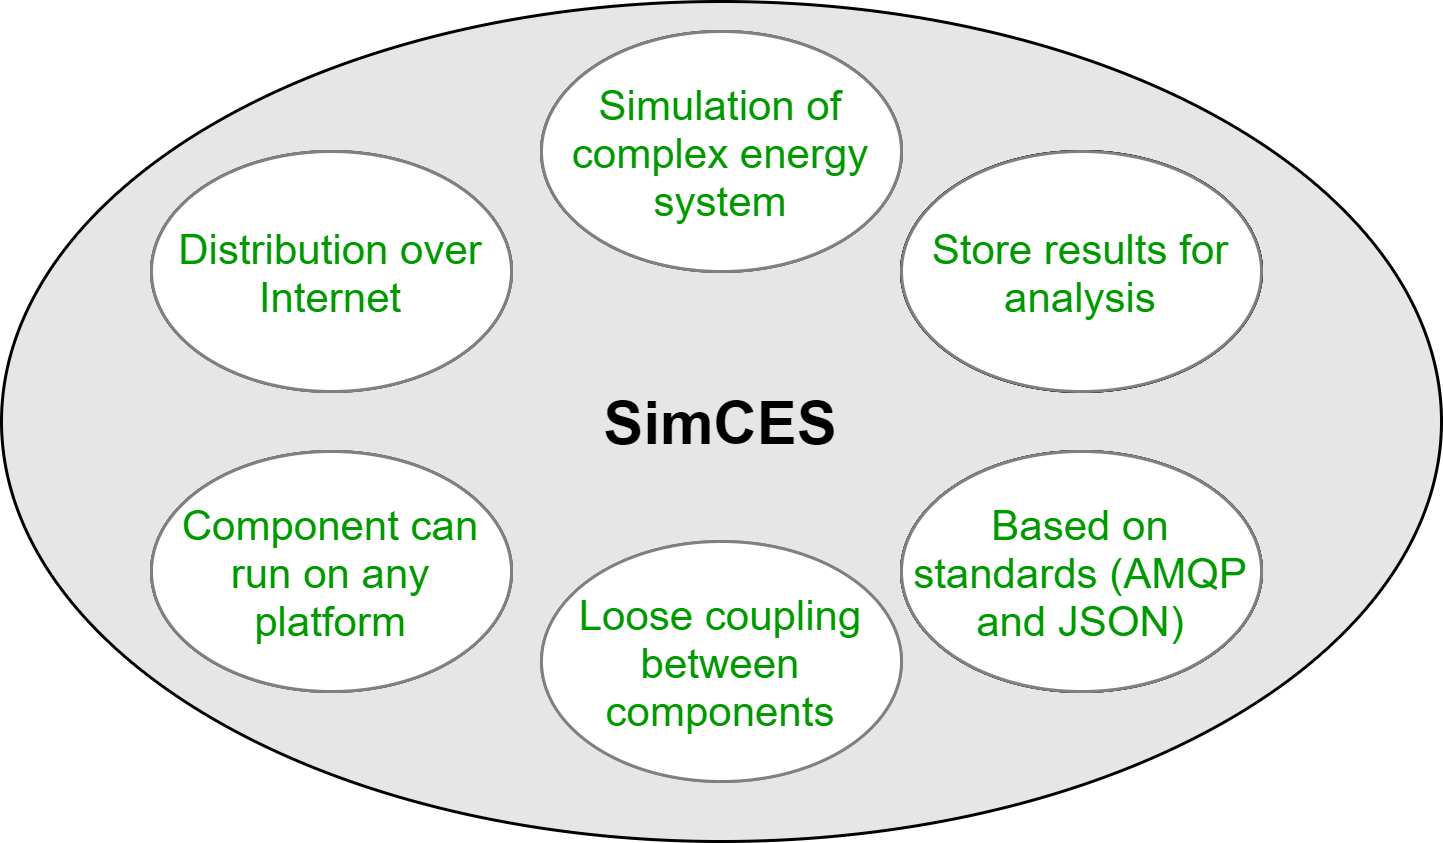 Simulation of
complex energy
system
Distribution over
Internet
Store results for
analysis
SimCES
Component can
run on any
platform
Based on
standards (AMQP
and JSON)
Loose coupling
between
components